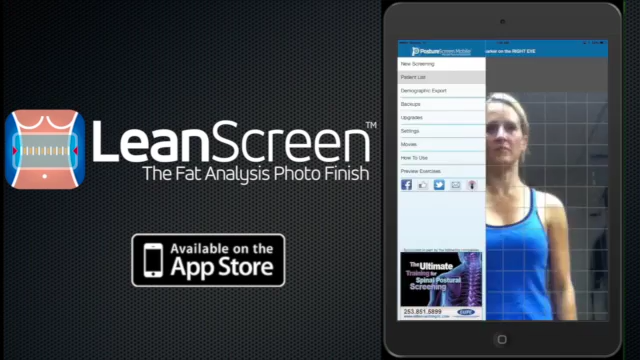 LeanScreen™
The Fat Analysis Photo Finish
Available on the
App Store
PostureScreen Mobile
New Screening
Patient List
Demographic Export
Backups
Upgrades
Settings
Movies
How To Use
Preview Exercises
The Ultimate
Training for
Spinal Postural
Screening
253.851.5899